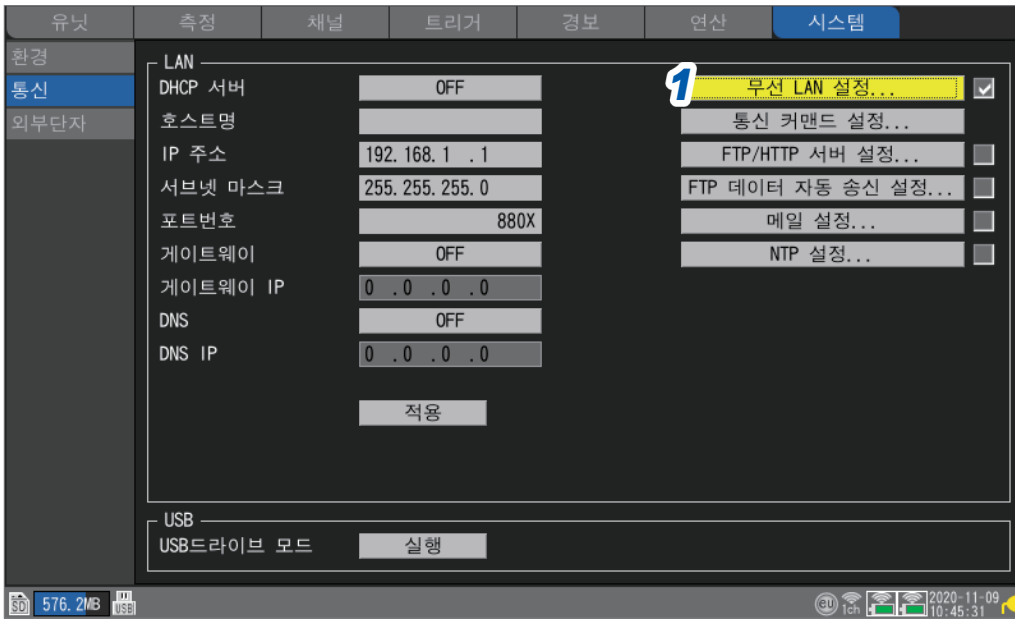 유닛 측정 채널 트리거 경보 연산 시스템
환경
통신
외부단자
LAN
DHCP 서버 OFF
호스트명
IP 주소 192.168.1 .1
서브넷 마스크 255.255.255.0
포트번호 880X
게이트웨이 OFF
게이트웨이 IP 0 .0 .0 .0
DNS OFF
DNS IP 0 .0 .0 .0
적용
1 무선 LAN 설정...
통신 커맨드 설정...
FTP/HTTP 서버 설정...
FTP 데이터 자동 송신 설정...
메일 설정...
NTP 설정...
USB
USB드라이브 모드 실행
SD 576.2MB USB
eu 1ch 2020-11-09
10:45:31